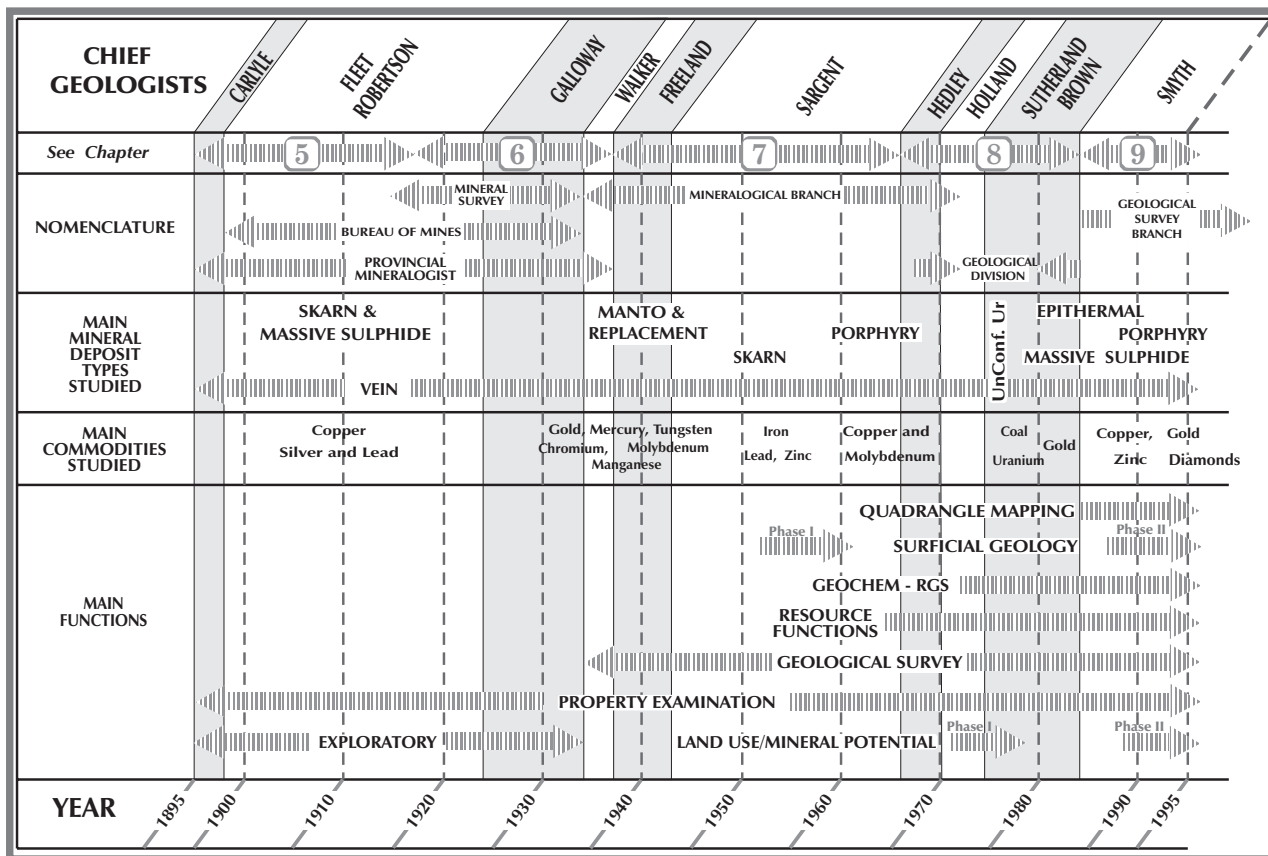 CHIEF
GEOLOGISTS
CARLYLE
FLEET
ROBERTSON
GALLOWAY
WALKER
FREELAND
SARGENT
HEDLEY
HOLLAND
SUTHERLAND
BROWN
SMYTH
See Chapter
5
6
7
8
9
NOMENCLATURE
MINERAL
SURVEY
MINERALOGICAL BRANCH
GEOLOGICAL
SURVEY
BRANCH
BUREAU OF MINES
PROVINCIAL
MINERALOGIST
GEOLOGICAL
DIVISION
MAIN
MINERAL
DEPOSIT
TYPES
STUDIED
SKARN &
MASSIVE SULPHIDE
MANTO &
REPLACEMENT
SKARN
PORPHYRY
UnConf. Ur
EPITHERMAL
PORPHYRY
MASSIVE SULPHIDE
VEIN
MAIN
COMMODITIES
STUDIED
Copper
Silver and Lead
Gold, Mercury, Tungsten
Chromium, Molybdenum
Manganese
Iron
Lead, Zinc
Copper and
Molybdenum
Coal
Uranium
Gold
Copper,
Zinc
Gold
Diamonds
MAIN
FUNCTIONS
QUADRANGLE MAPPING
Phase I
SURFICIAL GEOLOGY
Phase II
GEOCHEM - RGS
RESOURCE
FUNCTIONS
GEOLOGICAL SURVEY
PROPERTY EXAMINATION
EXPLORATORY
LAND USE/MINERAL POTENTIAL
Phase I
Phase II
YEAR
1895
1900
1910
1920
1930
1940
1950
1960
1970
1980
1990
1995